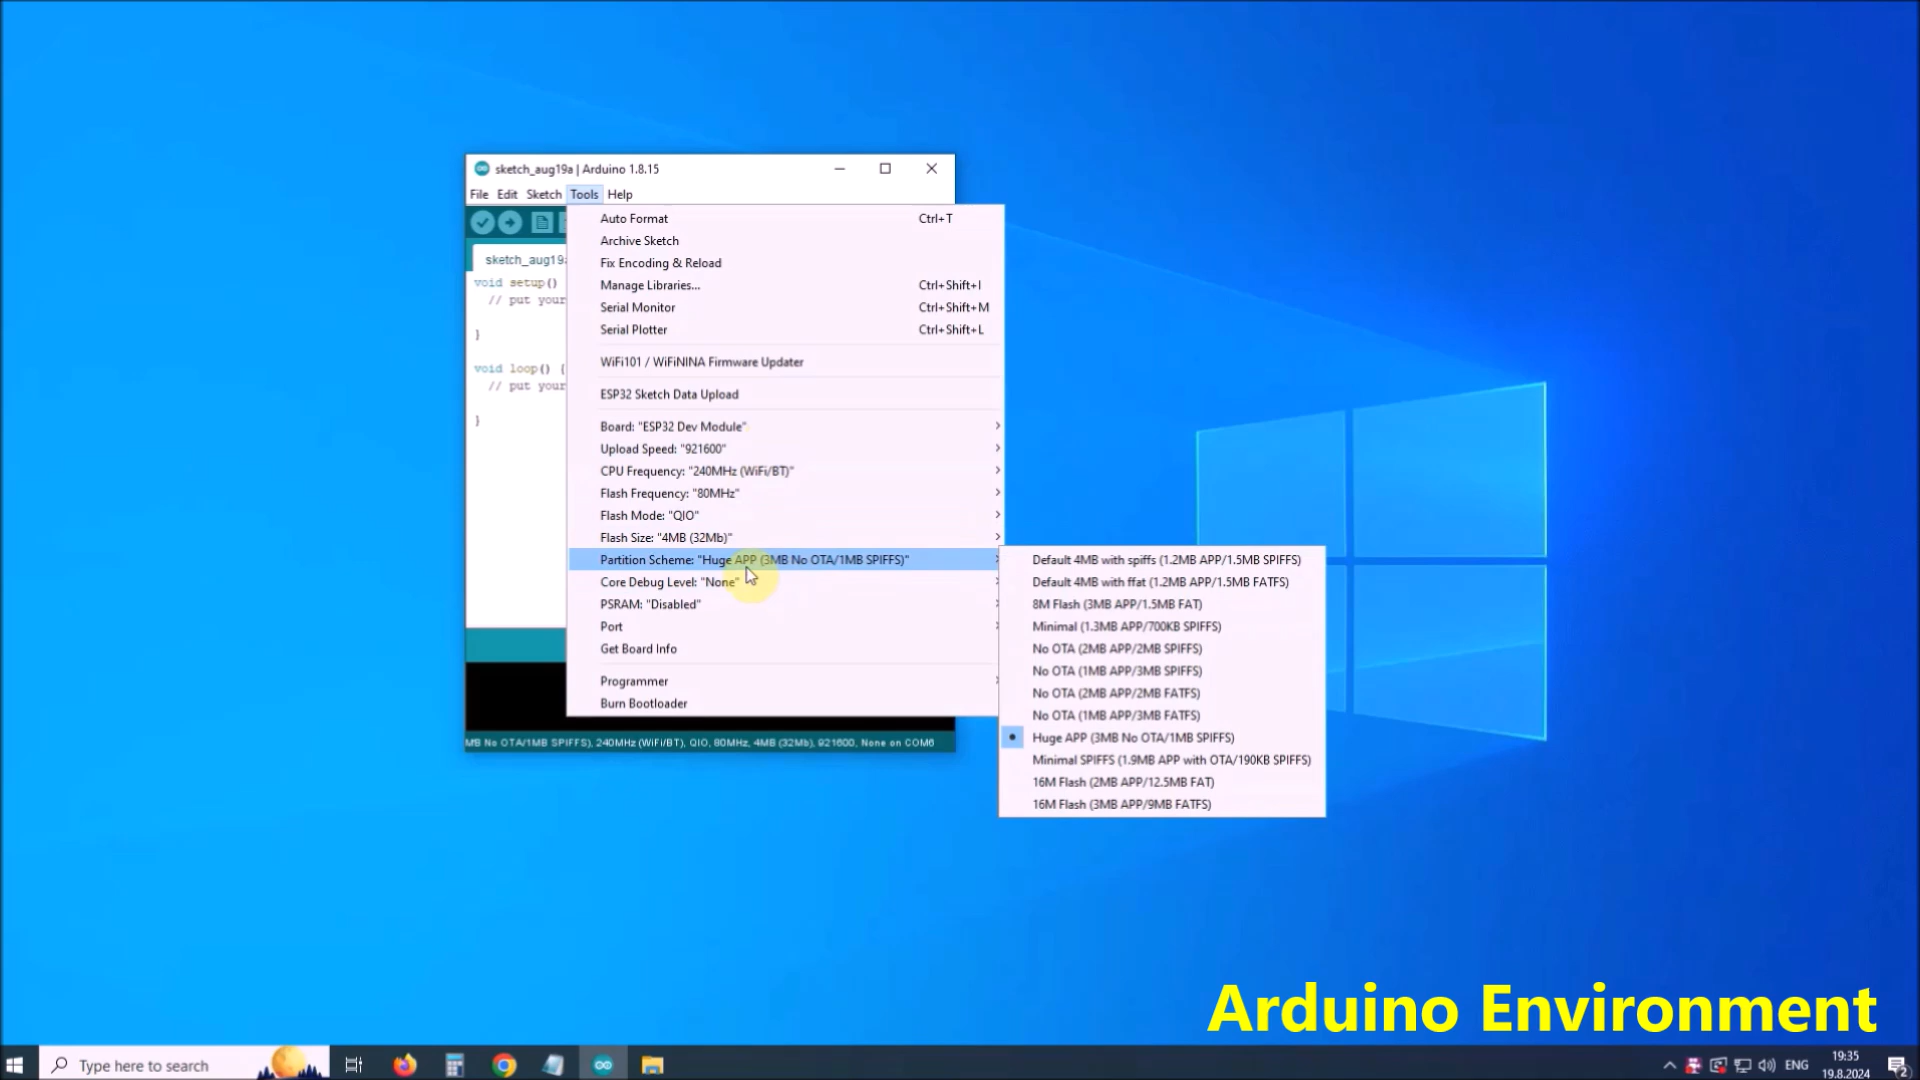 sketch_aug19a | Arduino 1.8.15
File Edit Sketch Tools Help
sketch_aug19
void setup()
// put your
}
void loop() {
// put your
}
Auto Format Ctrl+T
Archive Sketch
Fix Encoding & Reload
Manage Libraries... Ctrl+Shift+I
Serial Monitor Ctrl+Shift+M
Serial Plotter Ctrl+Shift+L
WiFi101 / WiFiNINA Firmware Updater
ESP32 Sketch Data Upload
Board: "ESP32 Dev Module"
Upload Speed: "921600"
CPU Frequency: "240MHz (WiFi/BT)"
Flash Frequency: "80MHz"
Flash Mode: "QIO"
Flash Size: "4MB (32Mb)"
Partition Scheme: "Huge APP (3MB No OTA/1MB SPIFFS)"
Core Debug Level: "None"
PSRAM: "Disabled"
Port
Get Board Info
Programmer
Burn Bootloader
Default 4MB with spiffs (1.2MB APP/1.5MB SPIFFS)
Default 4MB with ffat (1.2MB APP/1.5MB FATFS)
8M Flash (3MB APP/1.5MB FAT)
Minimal (1.3MB APP/700KB SPIFFS)
No OTA (2MB APP/2MB SPIFFS)
No OTA (1MB APP/3MB SPIFFS)
No OTA (2MB APP/2MB FATFS)
No OTA (1MB APP/3MB FATFS)
Huge APP (3MB No OTA/1MB SPIFFS)
Minimal SPIFFS (1.9MB APP with OTA/190KB SPIFFS)
16M Flash (2MB APP/12.5MB FAT)
16M Flash (3MB APP/9MB FATFS)
MB No OTA/1MB SPIFFS), 240MHz (WiFi/BT), QIO, 80MHz, 4MB (32Mb), 921600, None on COM6
Arduino Environment
Type here to search
ENG
19:35
19.8.2024
2